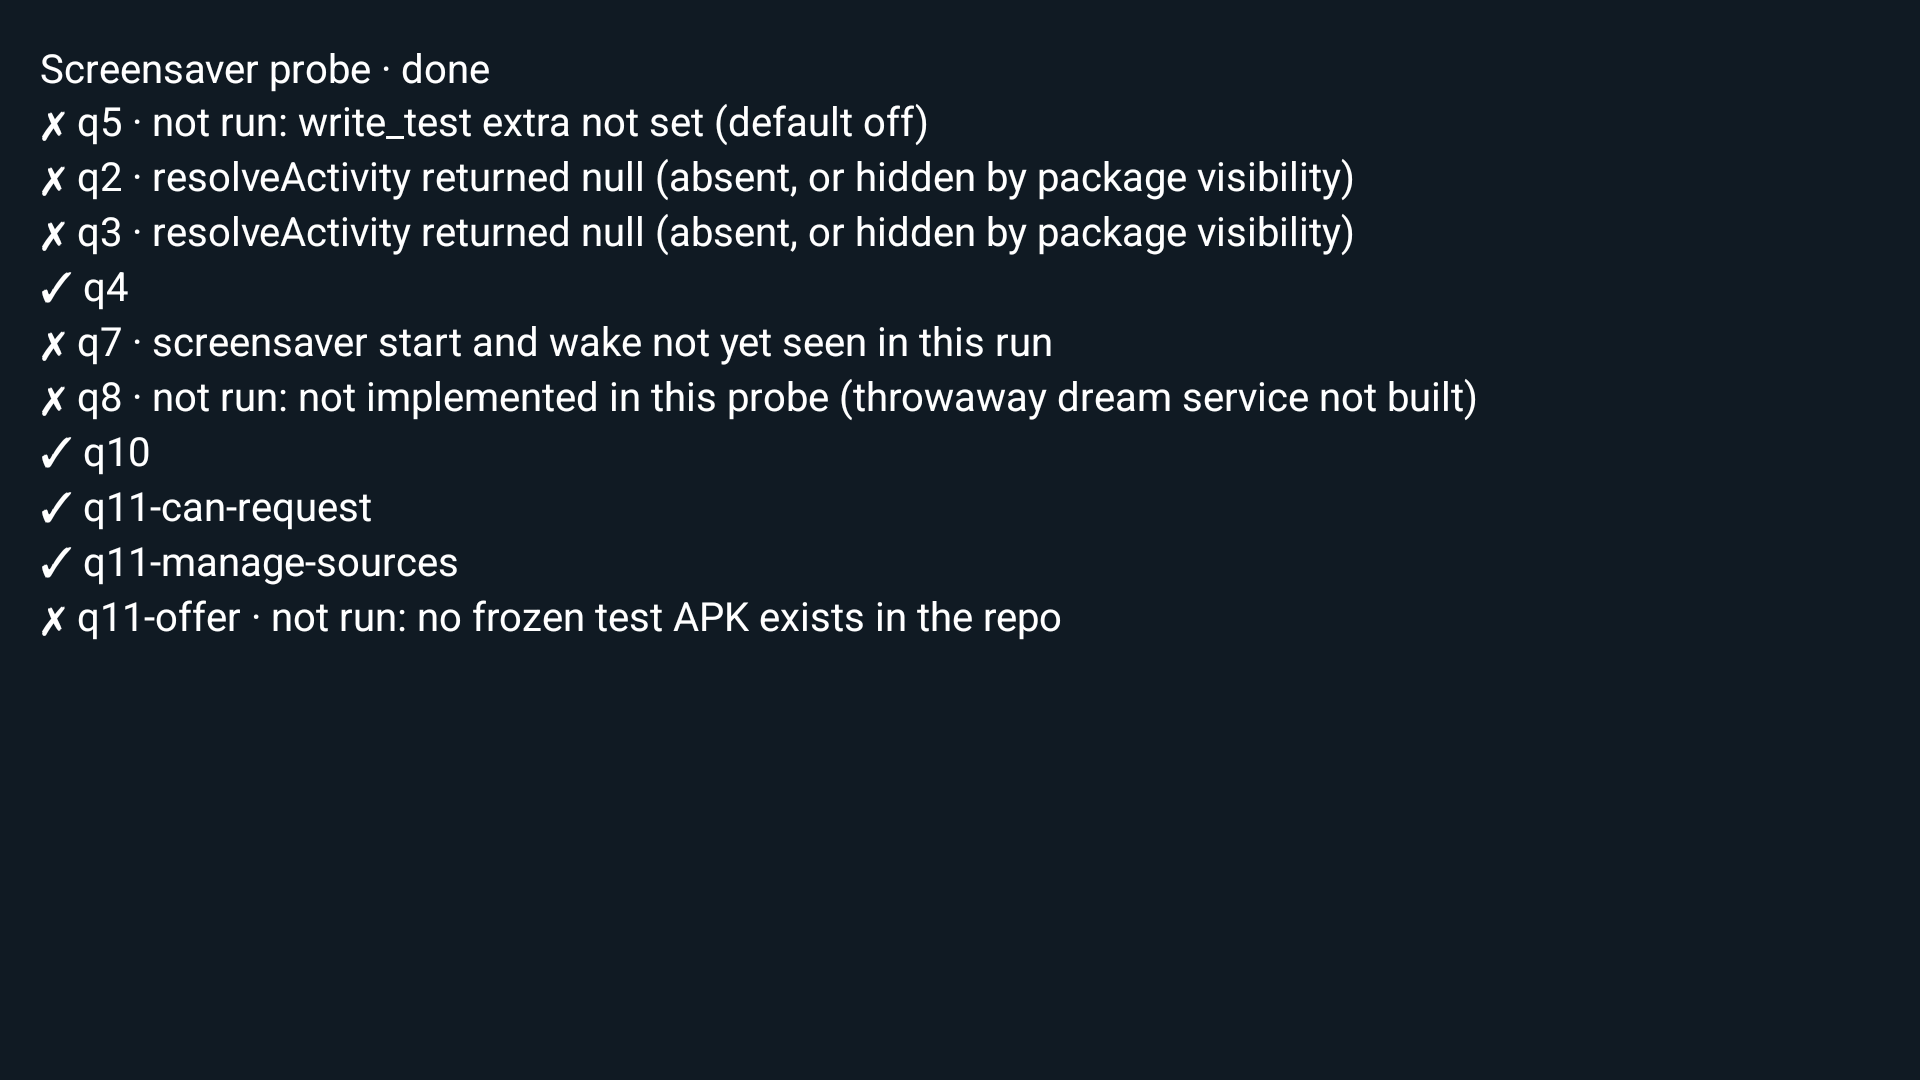 Screensaver probe · done
✗ q5 · not run: write_test extra not set (default off)
✗ q2 · resolveActivity returned null (absent, or hidden by package visibility)
✗ q3 · resolveActivity returned null (absent, or hidden by package visibility)
✓ q4
✗ q7 · screensaver start and wake not yet seen in this run
✗ q8 · not run: not implemented in this probe (throwaway dream service not built)
✓ q10
✓ q11-can-request
✓ q11-manage-sources
✗ q11-offer · not run: no frozen test APK exists in the repo